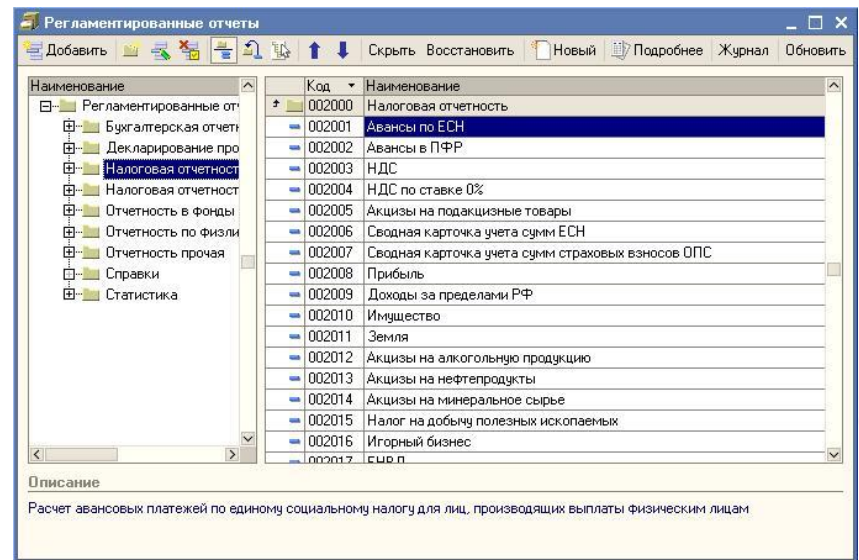 Регламентированные отчеты
Добавить Скрыть Восстановить Новый Подробнее Журнал Обновить
Наименование
Регламентированные от
Бухгалтерская отчетн
Декларирование про
Налоговая отчетност
Налоговая отчетност
Отчетность в фонды
Отчетность по физли
Отчетность прочая
Справки
Статистика
Код Наименование
002000 Налоговая отчетность
002001 Авансы по ЕСН
002002 Авансы в ПФР
002003 НДС
002004 НДС по ставке 0%
002005 Акцизы на подакцизные товары
002006 Сводная карточка учета сумм ЕСН
002007 Сводная карточка учета сумм страховых взносов ОПС
002008 Прибыль
002009 Доходы за пределами РФ
002010 Имущество
002011 Земля
002012 Акцизы на алкогольную продукцию
002013 Акцизы на нефтепродукты
002014 Акцизы на минеральное сырье
002015 Налог на добычу полезных ископаемых
002016 Игорный бизнес
002017 ЕНВД
Описание
Расчет авансовых платежей по единому социальному налогу для лиц, производящих выплаты физическим лицам